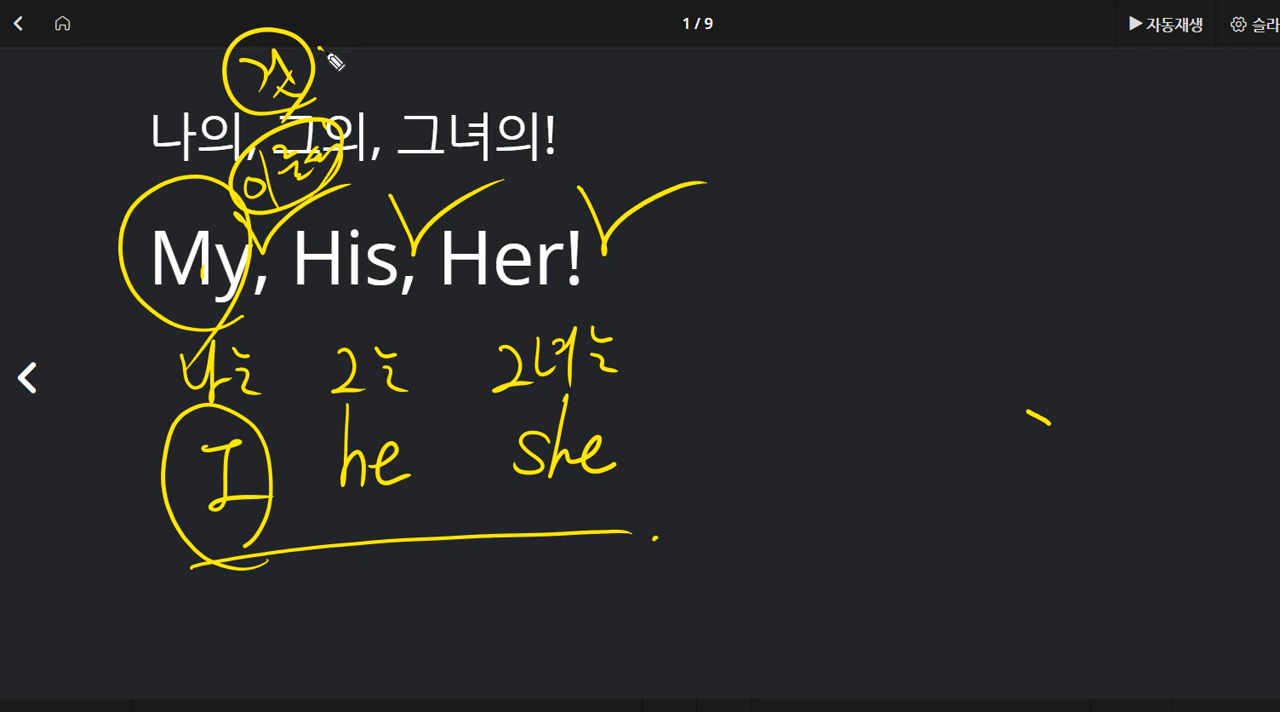 1 / 9
▶ 자동재생
슬라
나의, 그의, 그녀의!
My, His, Her!
나는 그는 그녀는
I he she